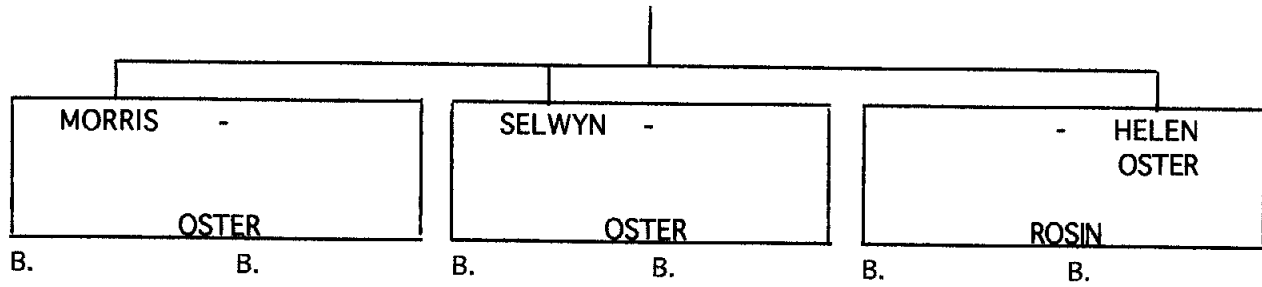 MORRIS -
OSTER
B. B.
SELWYN -
OSTER
B. B.
- HELEN
OSTER
ROSIN
B. B.